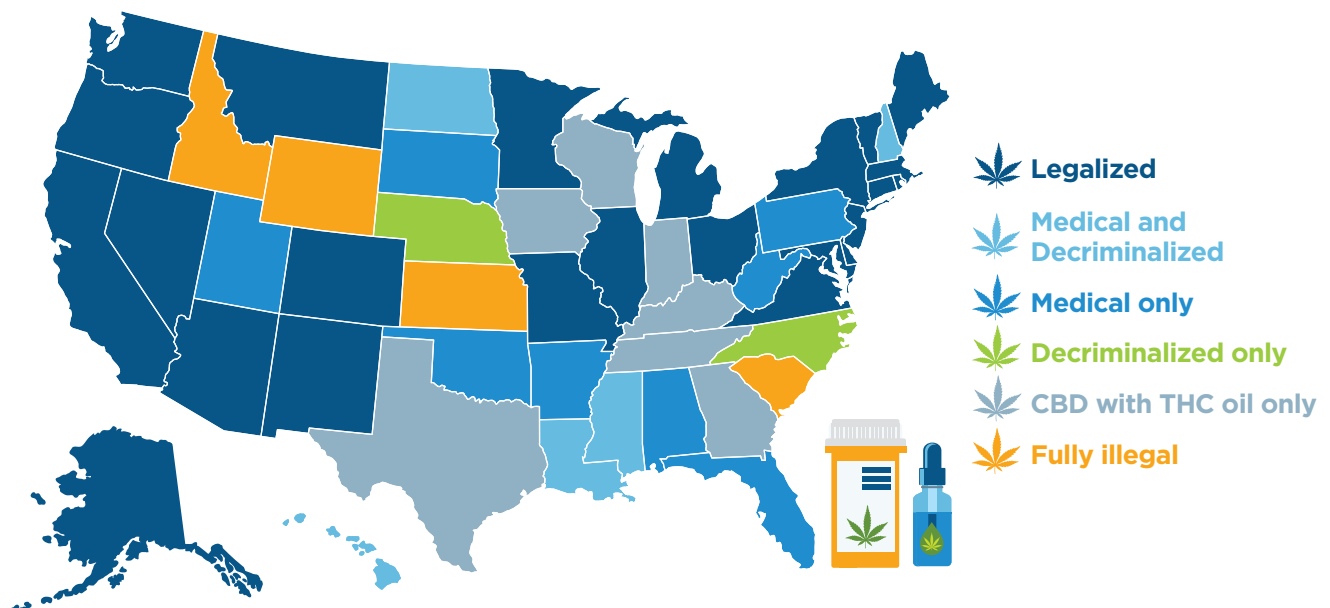 Legalized
Medical and
Decriminalized
Medical only
Decriminalized only
CBD with THC oil only
Fully illegal